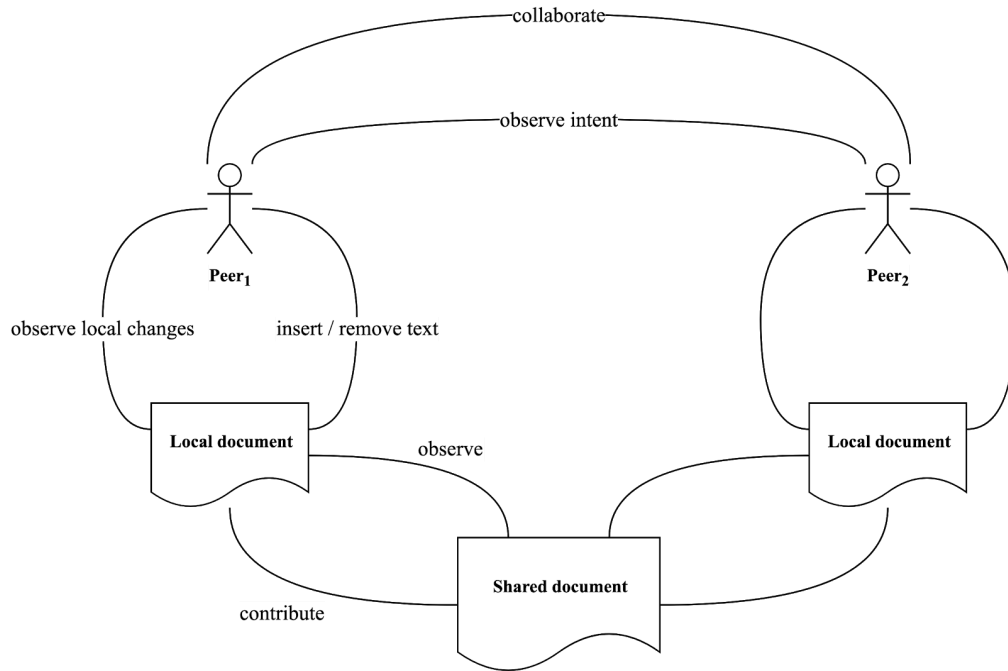 collaborate
observe intent
Peer₁
Peer₂
observe local changes
insert / remove text
Local document
Local document
observe
Shared document
contribute